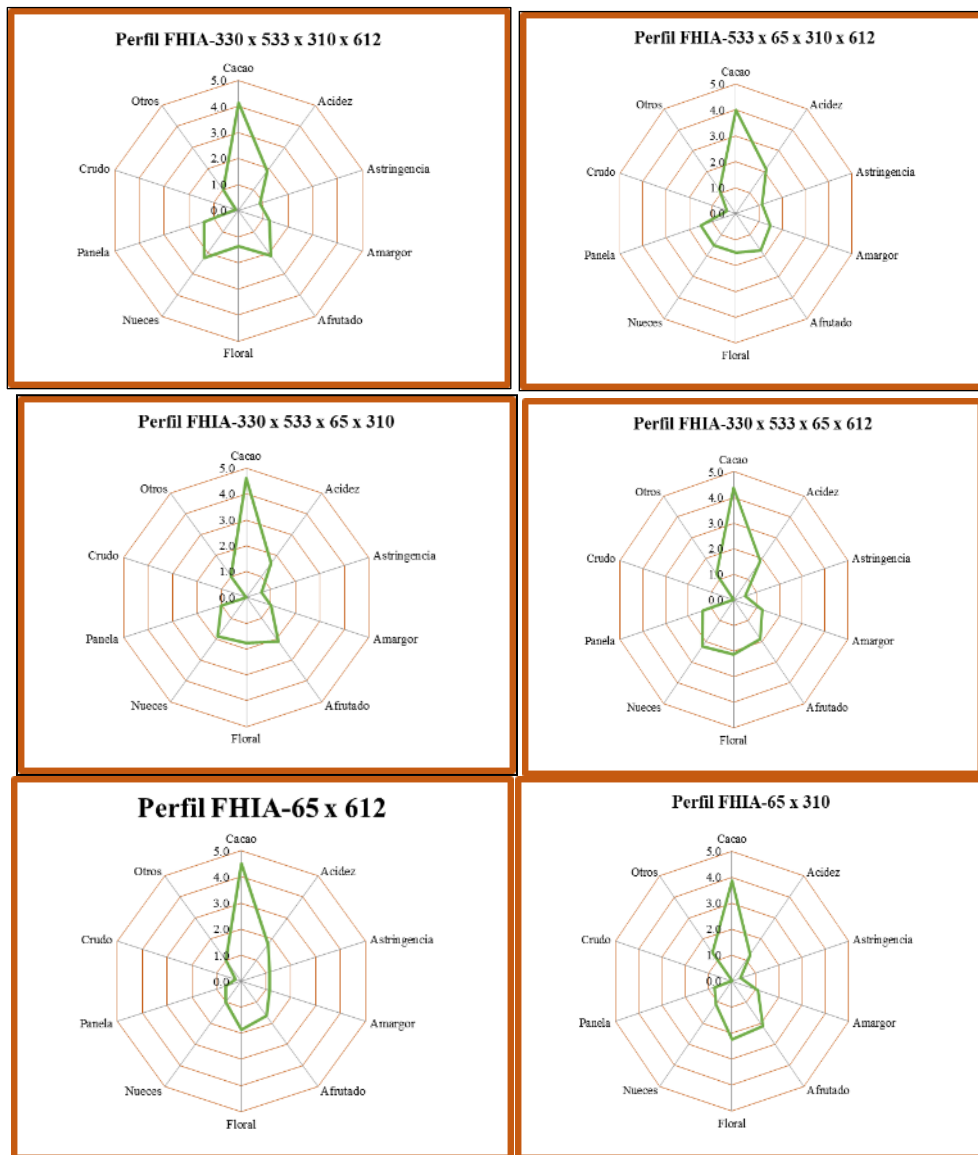 Perfil FHIA-330 x 533 x 310 x 612
Cacao
5.0
Otros
Acidez
4.0
3.0
Crudo
2.0
Astringencia
1.0
0.0
Panela
Amargor
Nueces
Afrutado
Floral
Perfil FHIA-533 x 65 x 310 x 612
Cacao
5.0
Otros
Acidez
4.0
3.0
Crudo
2.0
Astringencia
1.0
0.0
Panela
Amargor
Nueces
Afrutado
Floral
Perfil FHIA-330 x 533 x 65 x 310
Cacao
5.0
Otros
Acidez
4.0
3.0
Crudo
2.0
Astringencia
1.0
0.0
Panela
Amargor
Nueces
Afrutado
Floral
Perfil FHIA-330 x 533 x 65 x 612
Cacao
5.0
Otros
Acidez
4.0
3.0
Crudo
2.0
Astringencia
1.0
0.0
Panela
Amargor
Nueces
Afrutado
Floral
Perfil FHIA-65 x 612
Cacao
5.0
Otros
Acidez
4.0
3.0
Crudo
2.0
Astringencia
1.0
0.0
Panela
Amargor
Nueces
Afrutado
Floral
Perfil FHIA-65 x 310
Cacao
5.0
Otros
Acidez
4.0
3.0
Crudo
2.0
Astringencia
1.0
0.0
Panela
Amargor
Nueces
Afrutado
Floral